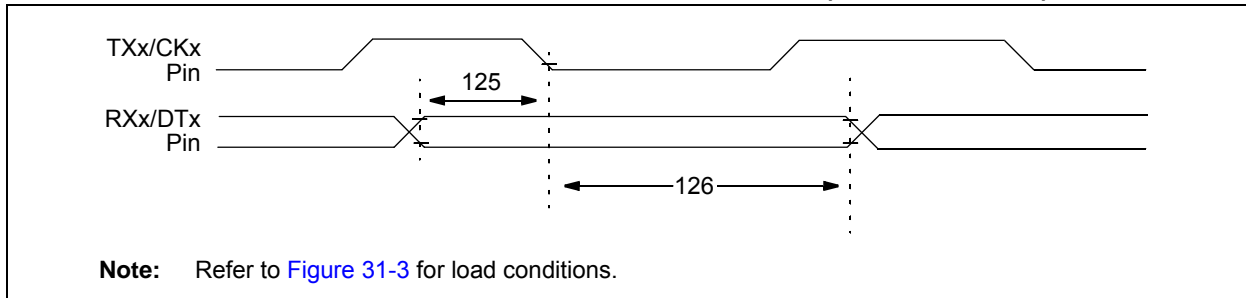 TXx/CKx
Pin
125
RXx/DTx
Pin
126
Note: Refer to Figure 31-3 for load conditions.